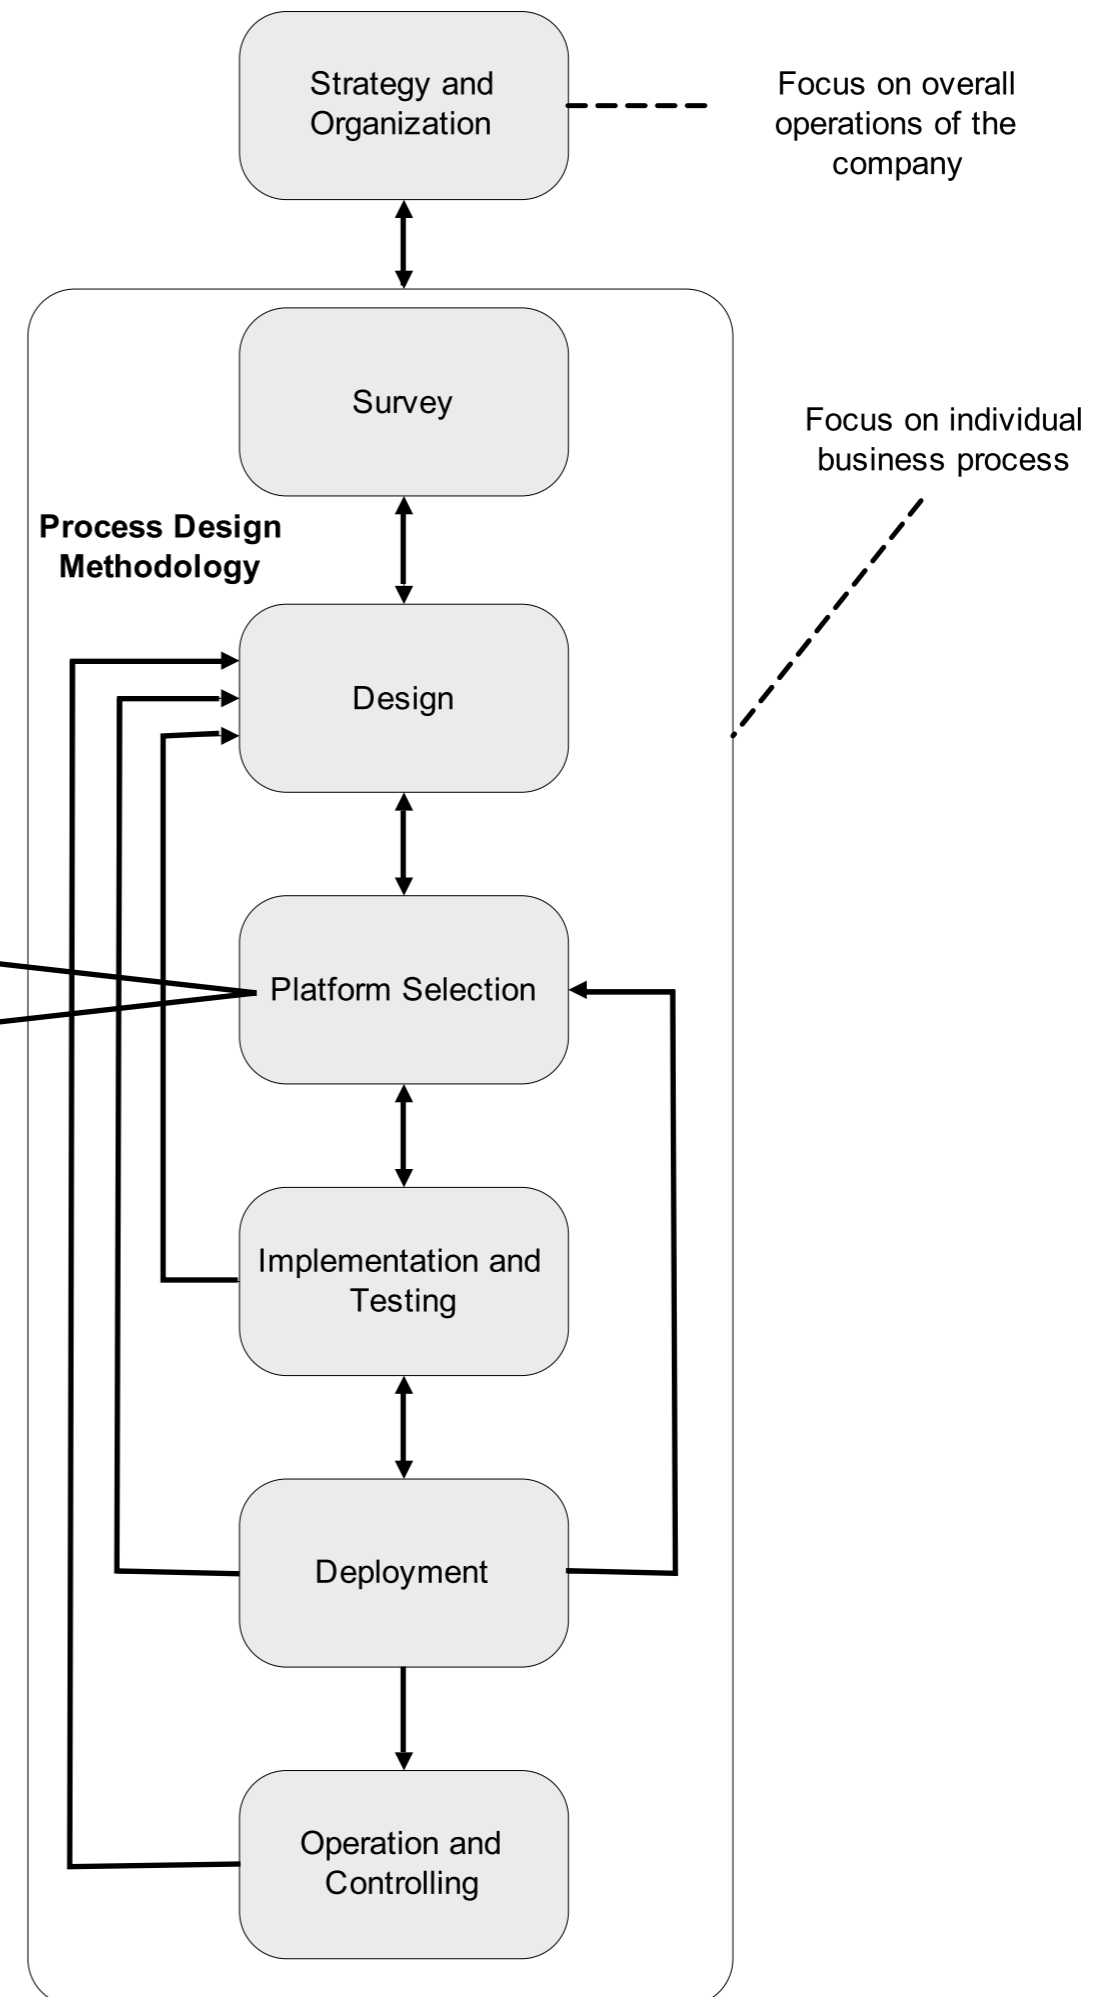 Strategy and
Organization
Focus on overall
operations of the
company
Survey
Focus on individual
business process
Process Design
Methodology
Design
Platform Selection
Implementation and
Testing
Deployment
Operation and
Controlling